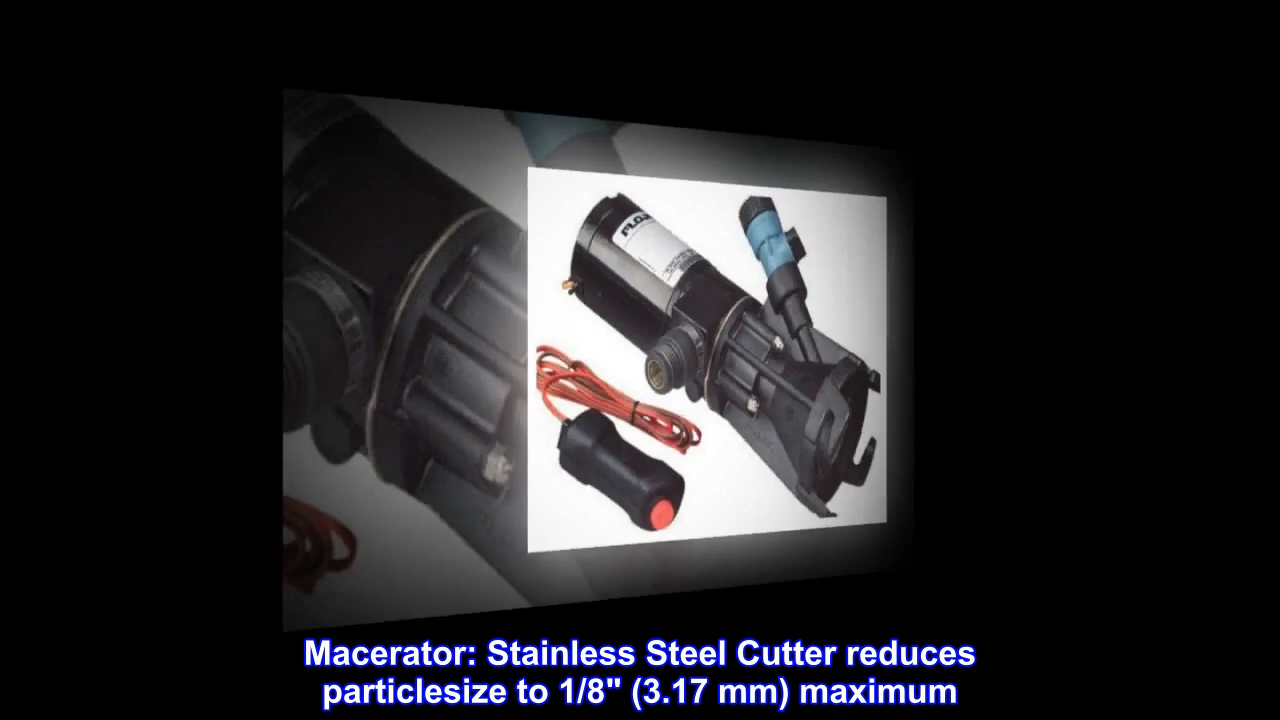 Macerator: Stainless Steel Cutter reduces
particlesize to 1/8" (3.17 mm) maximum